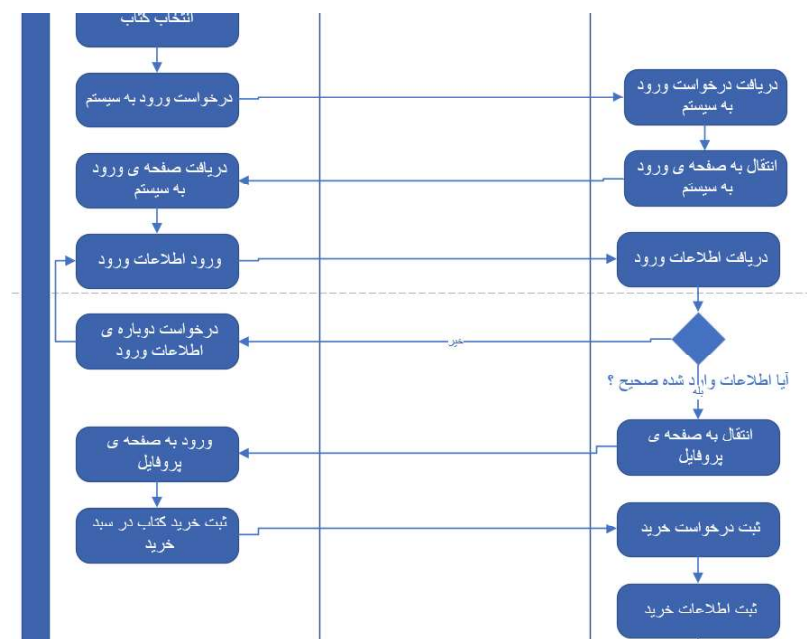 انتخاب کتاب
درخواست ورود به سیستم
دریافت درخواست ورود
به سیستم
انتقال به صفحه ی ورود
به سیستم
دریافت صفحه ی ورود
به سیستم
ورود اطلاعات ورود
دریافت اطلاعات ورود
آیا اطلاعات وارد شده صحیح ؟
خیر
درخواست دوباره ی
اطلاعات ورود
بله
انتقال به صفحه ی
پروفایل
ورود به صفحه ی
پروفایل
ثبت خرید کتاب در سبد
خرید
ثبت درخواست خرید
ثبت اطلاعات خرید